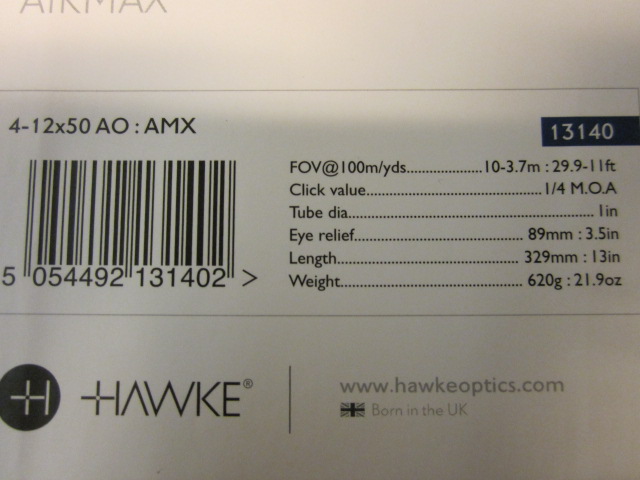 AIRMAX
4-12x50 AO : AMX
13140
FOV@100m/yds.....................10-3.7m : 29.9-11ft
Click value..................................................1/4 M.O.A
Tube dia.....................................................................1in
Eye relief.................................................89mm : 3.5in
Length.....................................................329mm : 13in
Weight.....................................................620g : 21.9oz
5 054492 131402 >
H HAWKE®
www.hawkeoptics.com
Born in the UK